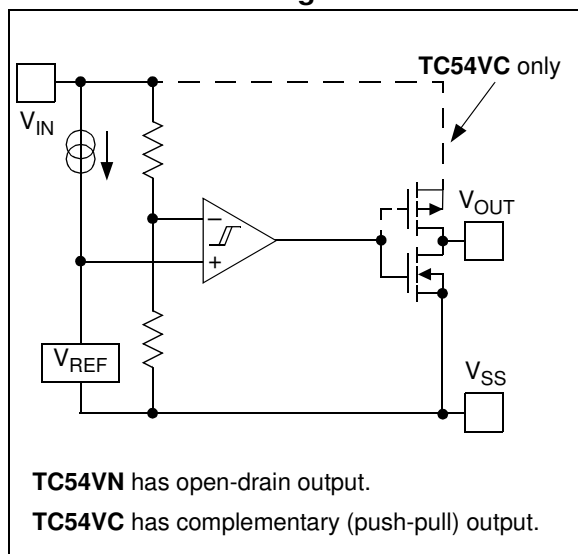 TC54VC only
V_IN
V_OUT
−
+
V_REF
V_SS
TC54VN has open-drain output.
TC54VC has complementary (push-pull) output.